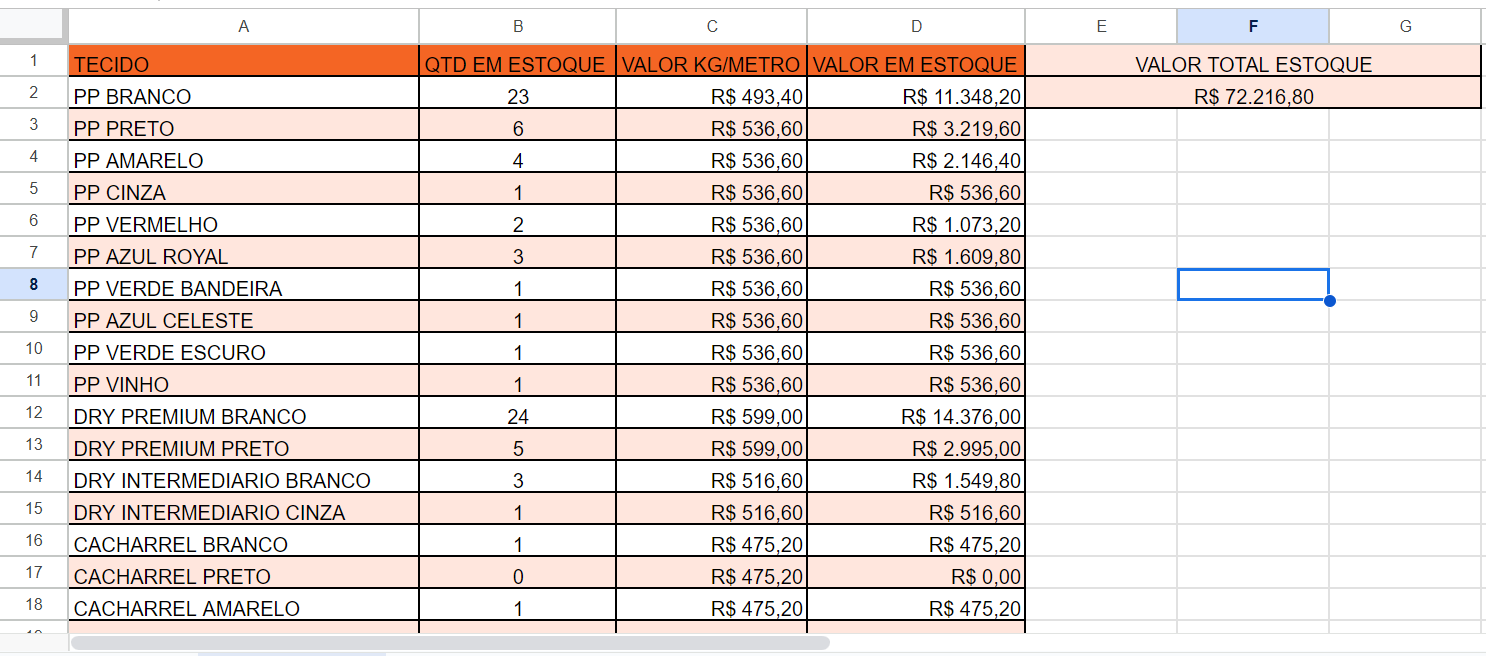 A B C D E F G
1 TECIDO QTD EM ESTOQUE VALOR KG/METRO VALOR EM ESTOQUE VALOR TOTAL ESTOQUE
2 PP BRANCO 23 R$ 493,40 R$ 11.348,20 R$ 72.216,80
3 PP PRETO 6 R$ 536,60 R$ 3.219,60
4 PP AMARELO 4 R$ 536,60 R$ 2.146,40
5 PP CINZA 1 R$ 536,60 R$ 536,60
6 PP VERMELHO 2 R$ 536,60 R$ 1.073,20
7 PP AZUL ROYAL 3 R$ 536,60 R$ 1.609,80
8 PP VERDE BANDEIRA 1 R$ 536,60 R$ 536,60
9 PP AZUL CELESTE 1 R$ 536,60 R$ 536,60
10 PP VERDE ESCURO 1 R$ 536,60 R$ 536,60
11 PP VINHO 1 R$ 536,60 R$ 536,60
12 DRY PREMIUM BRANCO 24 R$ 599,00 R$ 14.376,00
13 DRY PREMIUM PRETO 5 R$ 599,00 R$ 2.995,00
14 DRY INTERMEDIARIO BRANCO 3 R$ 516,60 R$ 1.549,80
15 DRY INTERMEDIARIO CINZA 1 R$ 516,60 R$ 516,60
16 CACHARREL BRANCO 1 R$ 475,20 R$ 475,20
17 CACHARREL PRETO 0 R$ 475,20 R$ 0,00
18 CACHARREL AMARELO 1 R$ 475,20 R$ 475,20